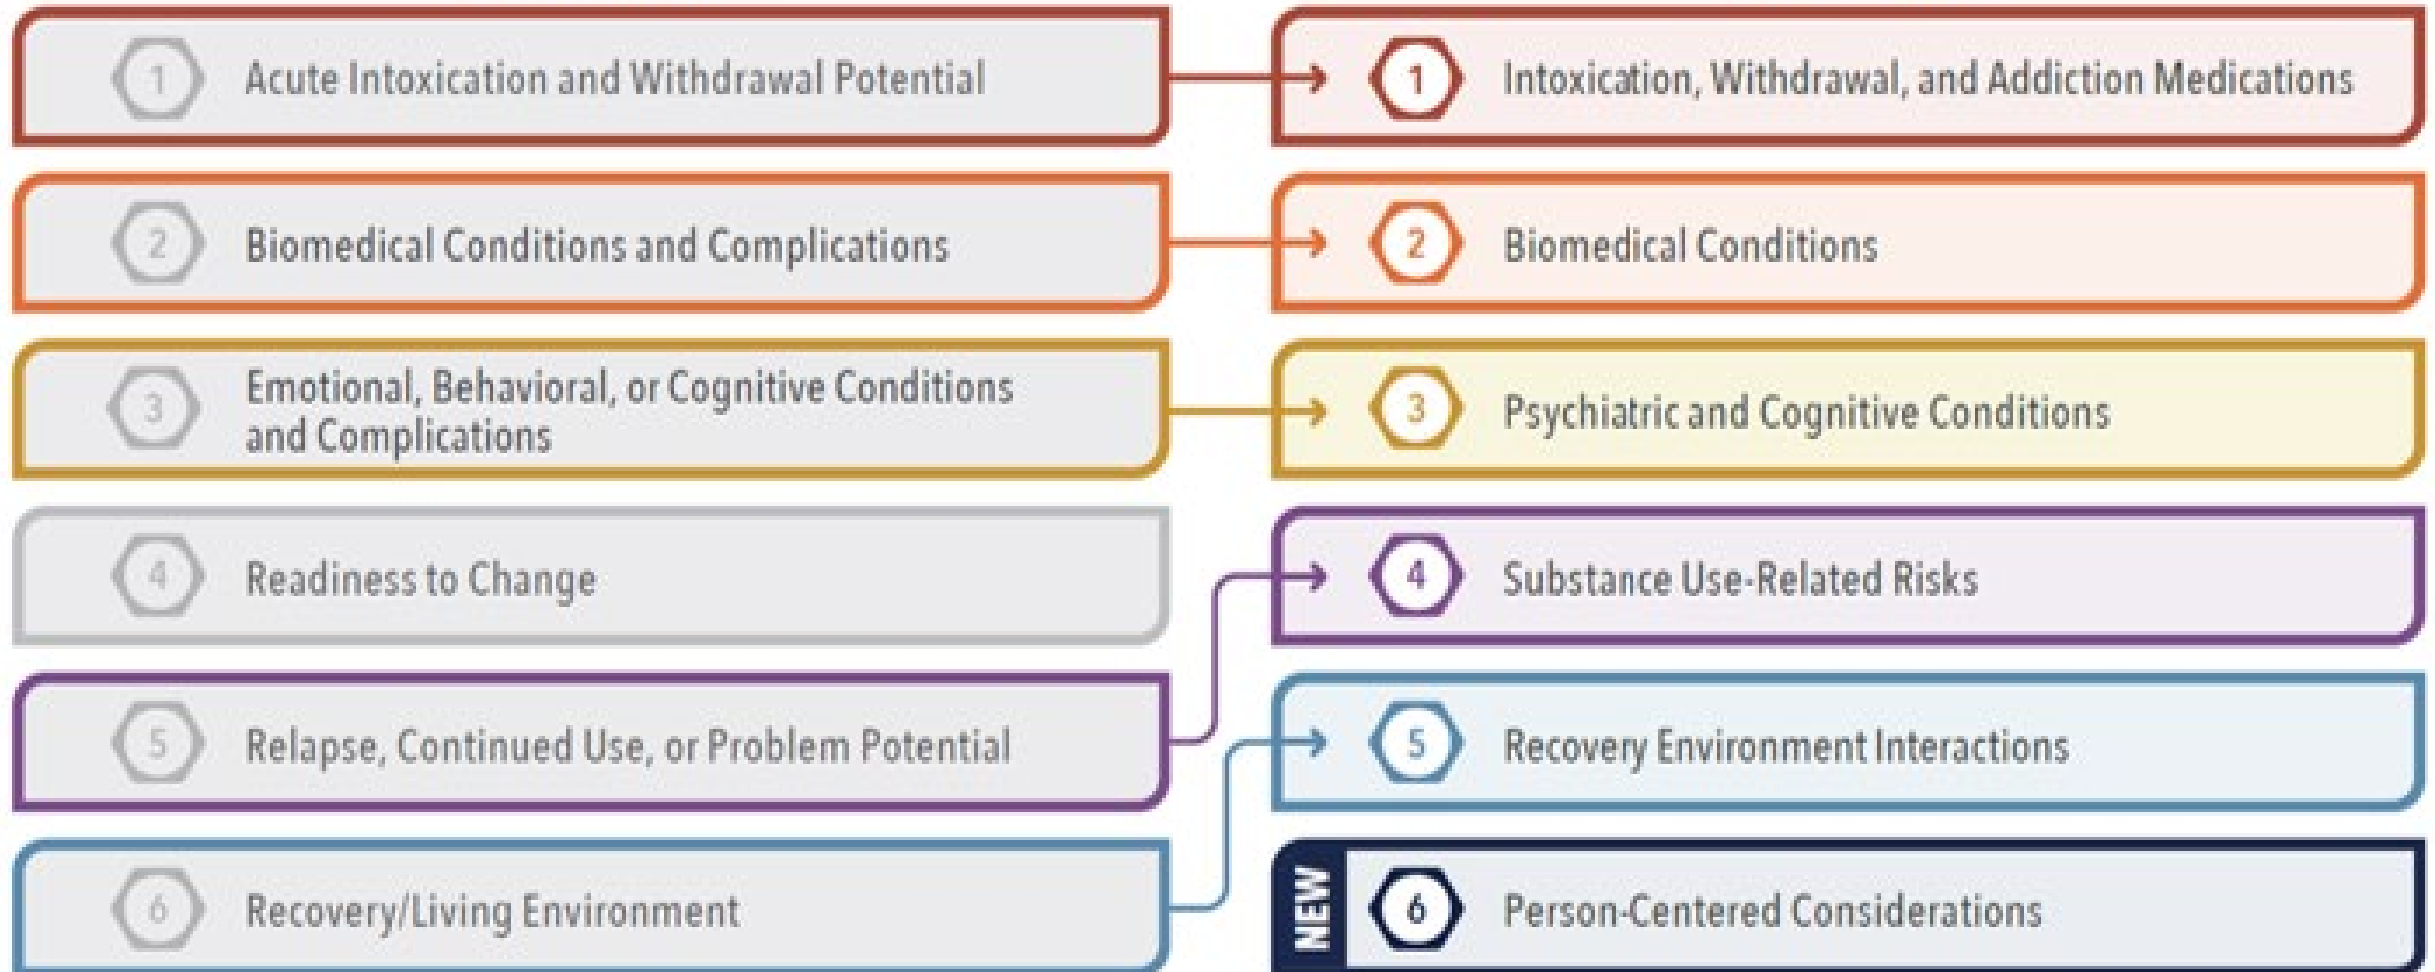 1 Acute Intoxication and Withdrawal Potential
1 Intoxication, Withdrawal, and Addiction Medications
2 Biomedical Conditions and Complications
2 Biomedical Conditions
3 Emotional, Behavioral, or Cognitive Conditions
and Complications
3 Psychiatric and Cognitive Conditions
4 Readiness to Change
4 Substance Use-Related Risks
5 Relapse, Continued Use, or Problem Potential
5 Recovery Environment Interactions
6 Recovery/Living Environment
NEW
6 Person-Centered Considerations